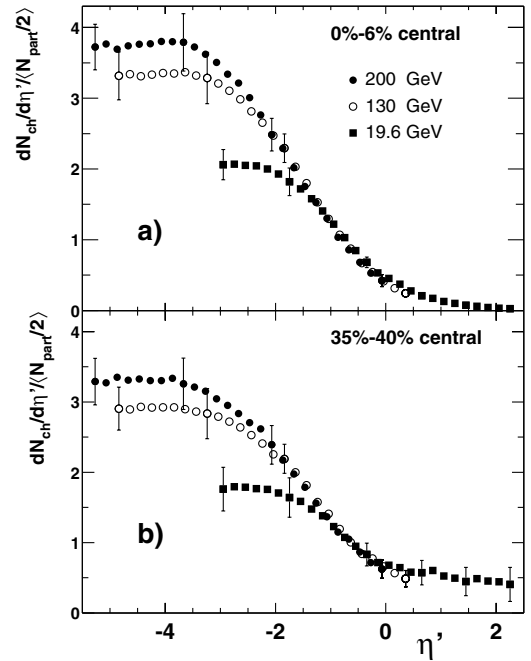 dN_ch/dη'/⟨N_part/2⟩
4
3
2
1
0
0%-6% central
200 GeV
130 GeV
19.6 GeV
a)
dN_ch/dη'/⟨N_part/2⟩
4
3
2
1
0
35%-40% central
b)
-4 -2 0 2
η'